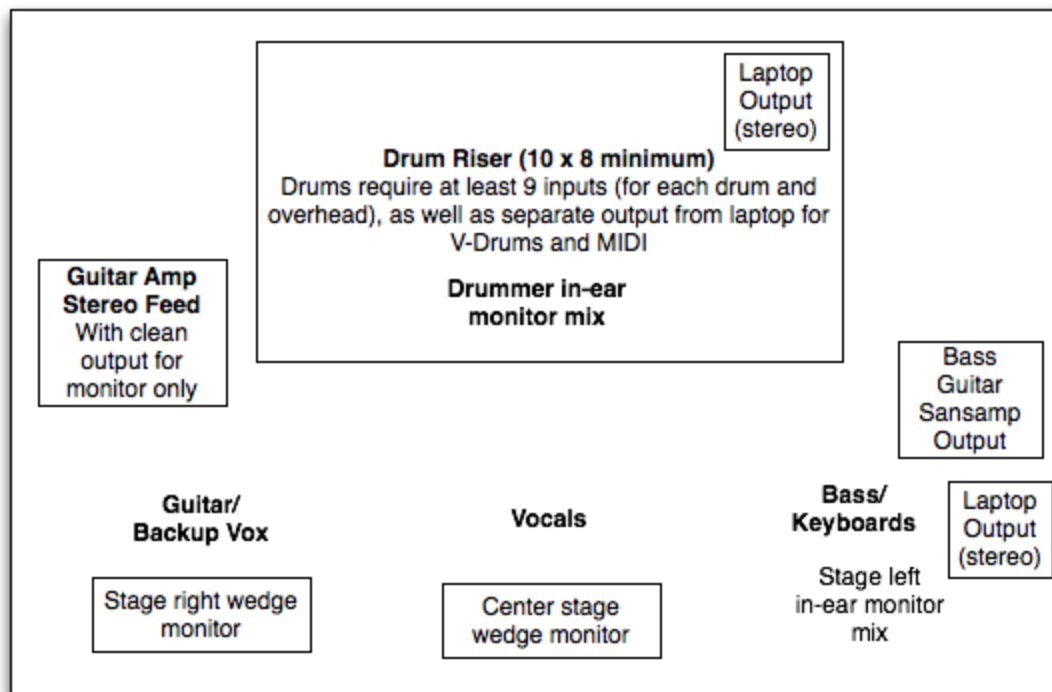 Laptop
Output
(stereo)
Drum Riser (10 x 8 minimum)
Drums require at least 9 inputs (for each drum and
overhead), as well as separate output from laptop for
V-Drums and MIDI
Drummer in-ear
monitor mix
Guitar Amp
Stereo Feed
With clean
output for
monitor only
Bass
Guitar
Sansamp
Output
Guitar/
Backup Vox
Vocals
Bass/
Keyboards
Laptop
Output
(stereo)
Stage right wedge
monitor
Center stage
wedge monitor
Stage left
in-ear monitor
mix